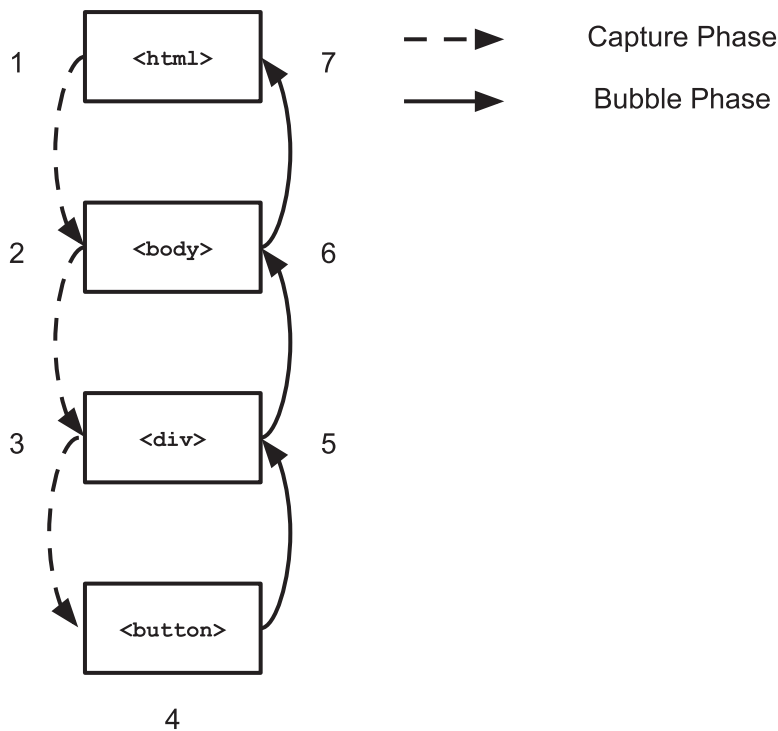 1 <html> 7 Capture Phase
Bubble Phase
2 <body> 6
3 <div> 5
<button>
4